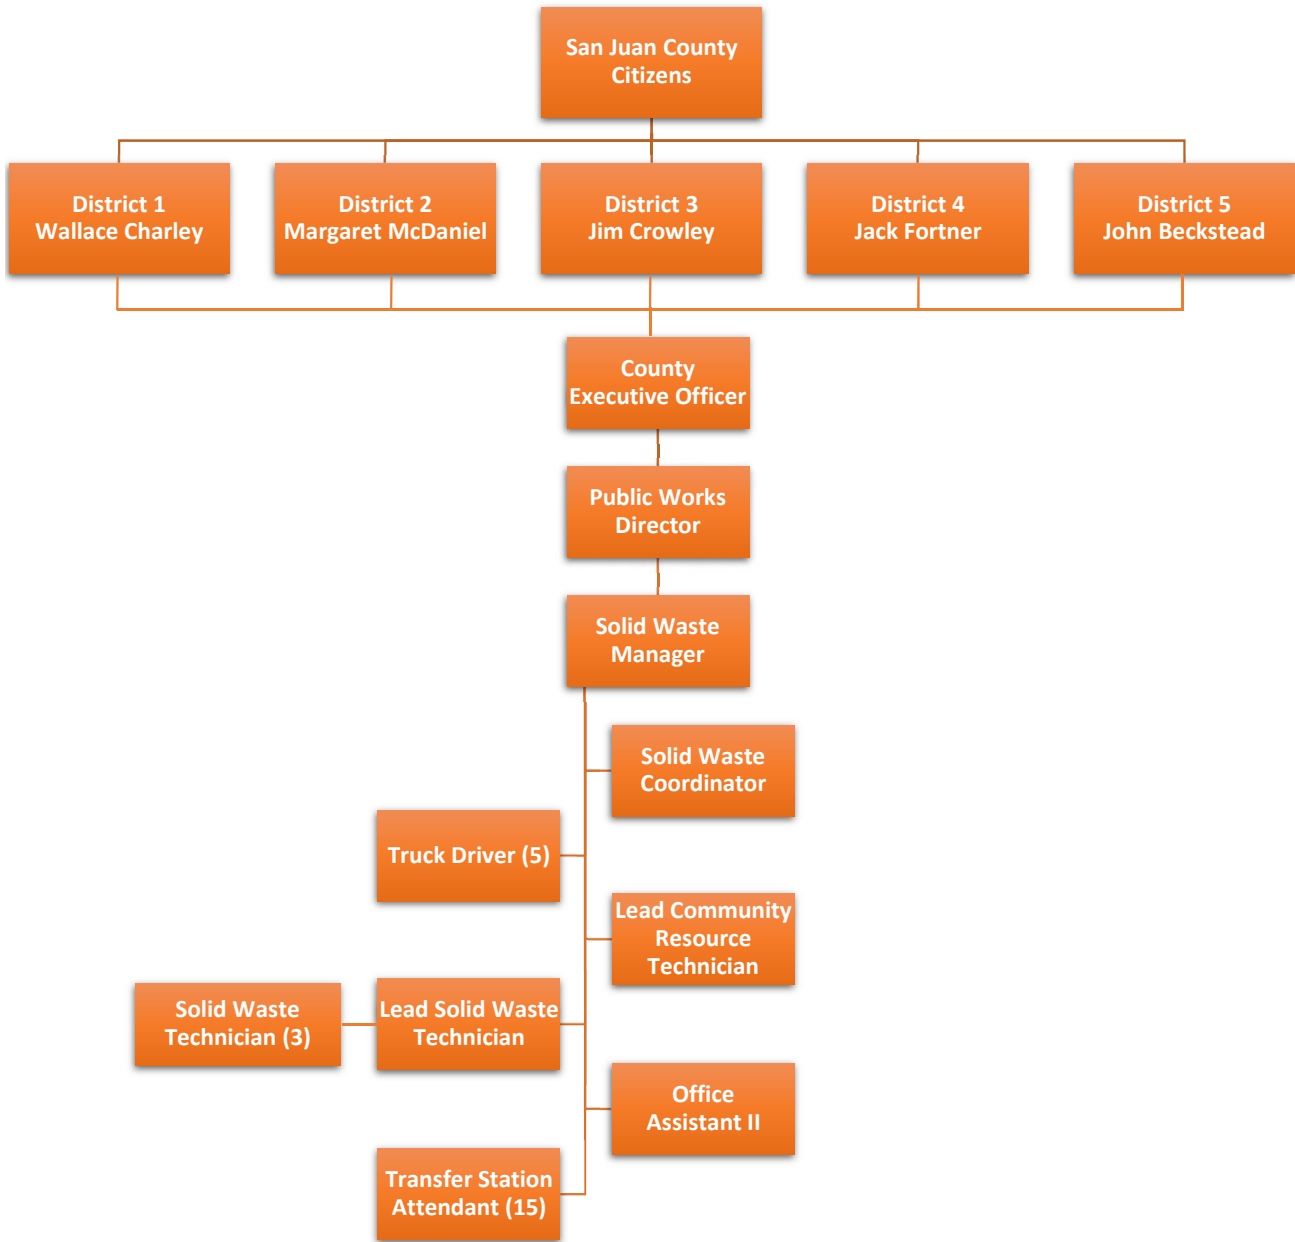 San Juan County
Citizens
District 1
Wallace Charley
District 2
Margaret McDaniel
District 3
Jim Crowley
District 4
Jack Fortner
District 5
John Beckstead
County
Executive Officer
Public Works
Director
Solid Waste
Manager
Solid Waste
Coordinator
Truck Driver (5)
Lead Community
Resource
Technician
Solid Waste
Technician (3)
Lead Solid Waste
Technician
Office
Assistant II
Transfer Station
Attendant (15)